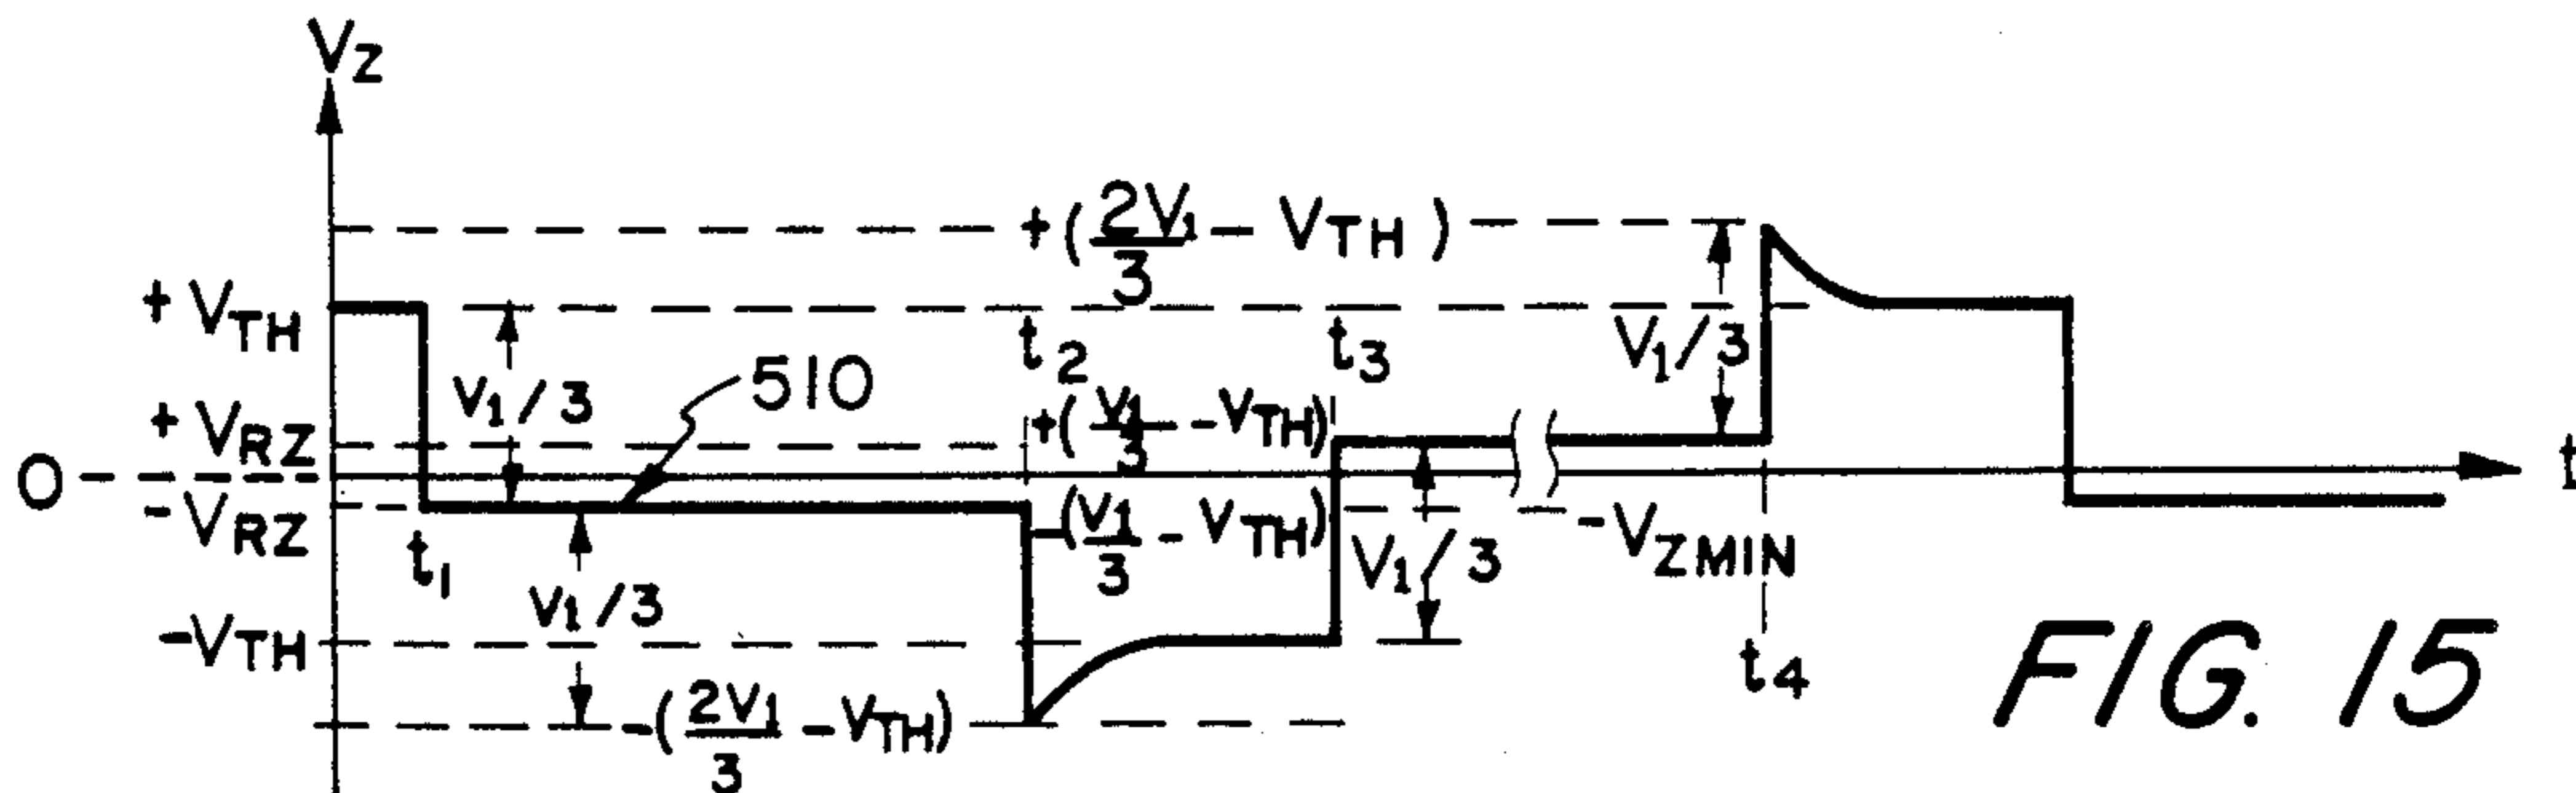 VZ
+(2V1/3 - VTH)
+VTH
t2
t3
V1/3
V1/3
510
+VRZ
+(V1/3 - VTH)
0
t
-VRZ
-(V1/3 - VTH)
-VZMIN
t1
V1/3
V1/3
-VTH
t4
-(2V1/3 - VTH)
FIG. 15